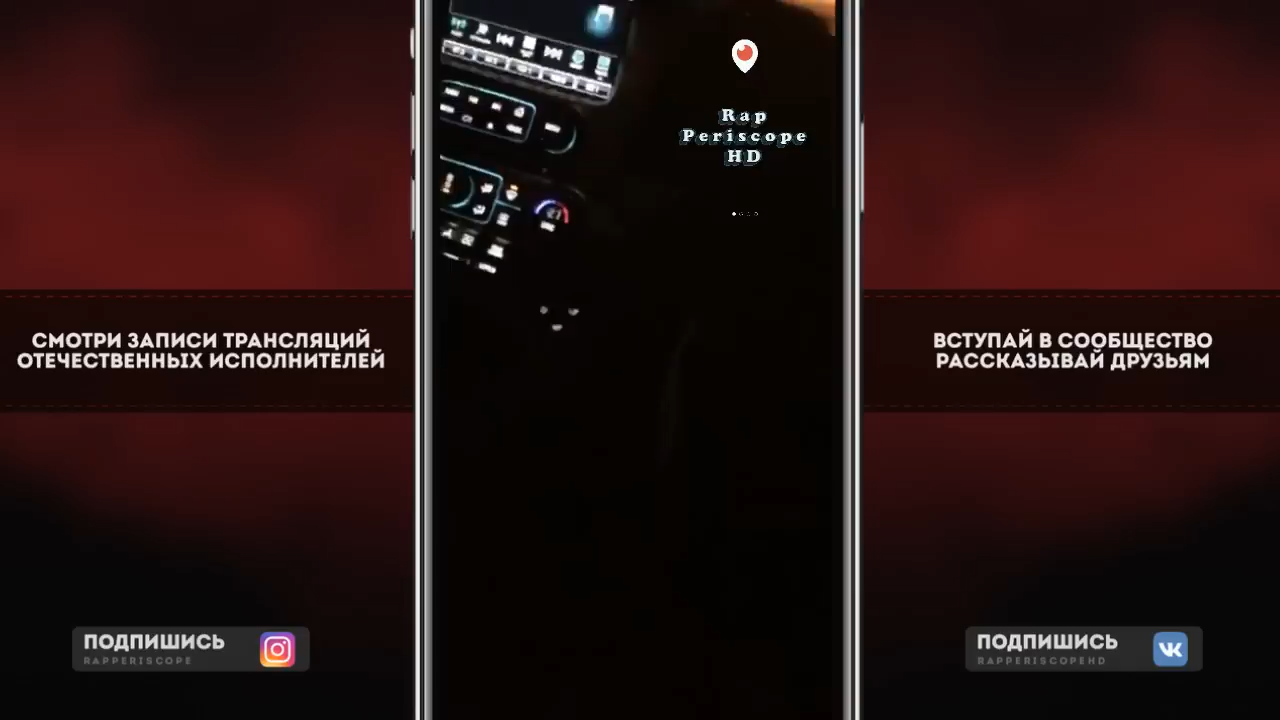 Rap
Periscope
HD
СМОТРИ ЗАПИСИ ТРАНСЛЯЦИЙ
ОТЕЧЕСТВЕННЫХ ИСПОЛНИТЕЛЕЙ
ВСТУПАЙ В СООБЩЕСТВО
РАССКАЗЫВАЙ ДРУЗЬЯМ
ПОДПИШИСЬ
RAPPERISCOPE
ПОДПИШИСЬ
RAPPERISCOPEHD